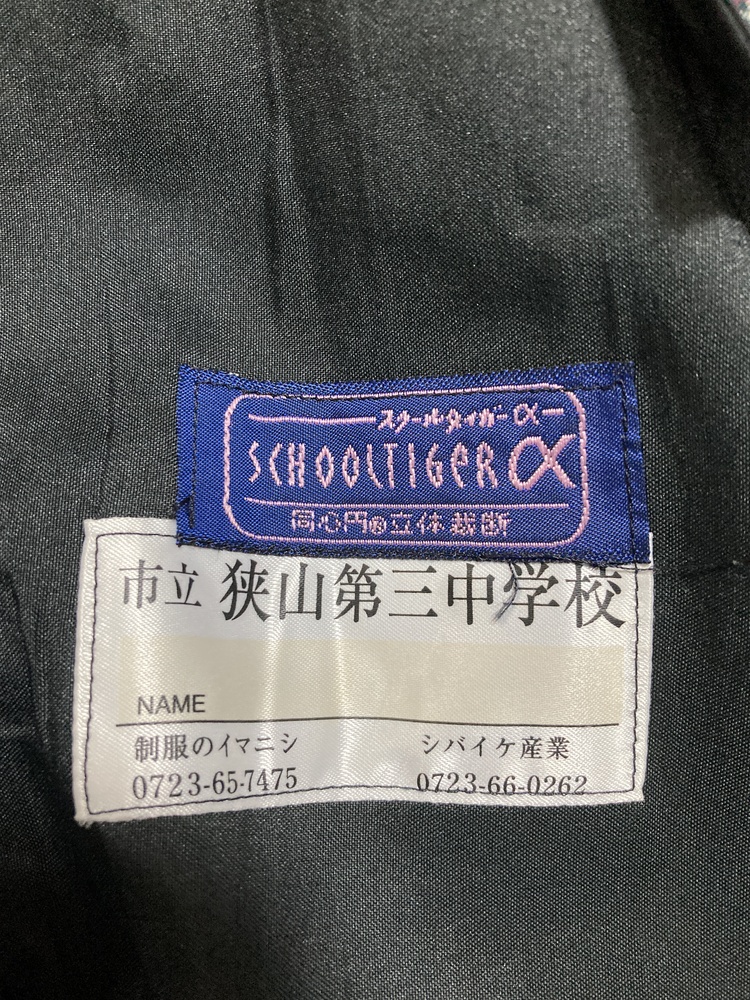 スクールタイガーα
SCHOOLTIGER α
同心円の立体裁断
市立 狭山第三中学校
NAME
制服のイマニシ シバイケ産業
0723-65-7475 0723-66-0262